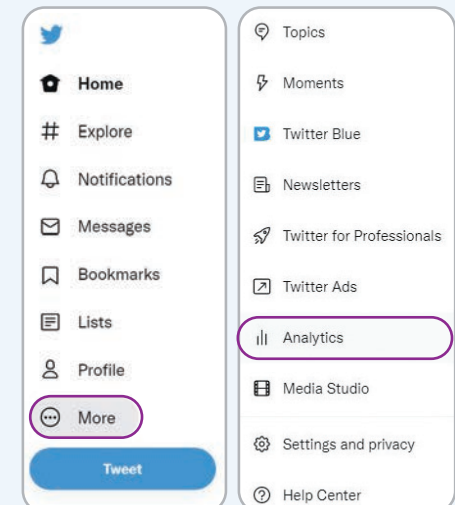 Home
Explore
Notifications
Messages
Bookmarks
Lists
Profile
More
Tweet
Topics
Moments
Twitter Blue
Newsletters
Twitter for Professionals
Twitter Ads
Analytics
Media Studio
Settings and privacy
Help Center